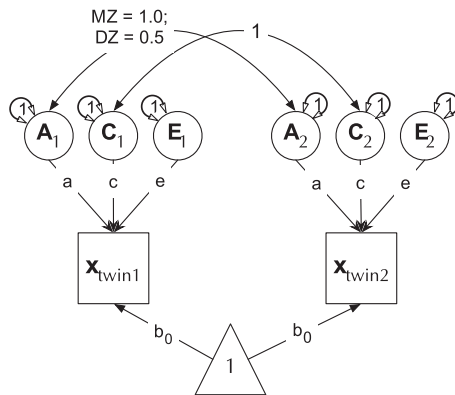 MZ = 1.0;
DZ = 0.5
1
1 1 1 1 1 1
A1 C1 E1 A2 C2 E2
a c e a c e
xtwin1 xtwin2
b0 b0
1